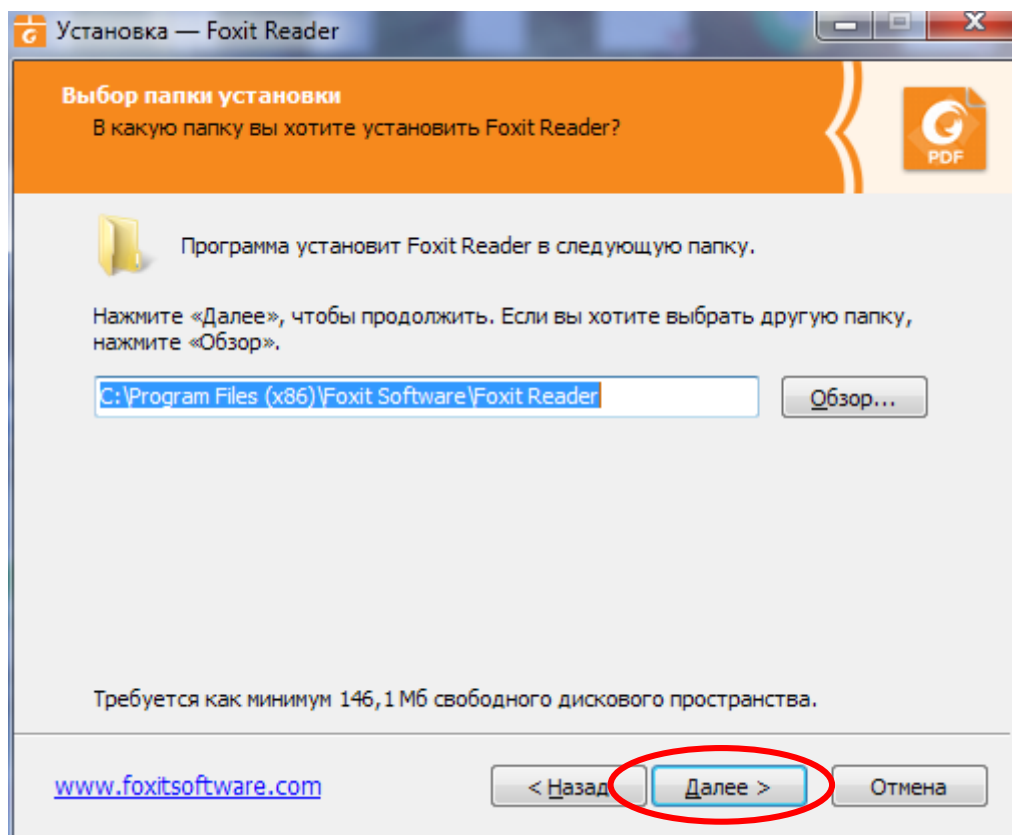 Установка — Foxit Reader
Выбор папки установки
В какую папку вы хотите установить Foxit Reader?
PDF
Программа установит Foxit Reader в следующую папку.
Нажмите «Далее», чтобы продолжить. Если вы хотите выбрать другую папку,
нажмите «Обзор».
C:\Program Files (x86)\Foxit Software\Foxit Reader
Обзор...
Требуется как минимум 146,1 Мб свободного дискового пространства.
www.foxitsoftware.com
< Назад
Далее >
Отмена